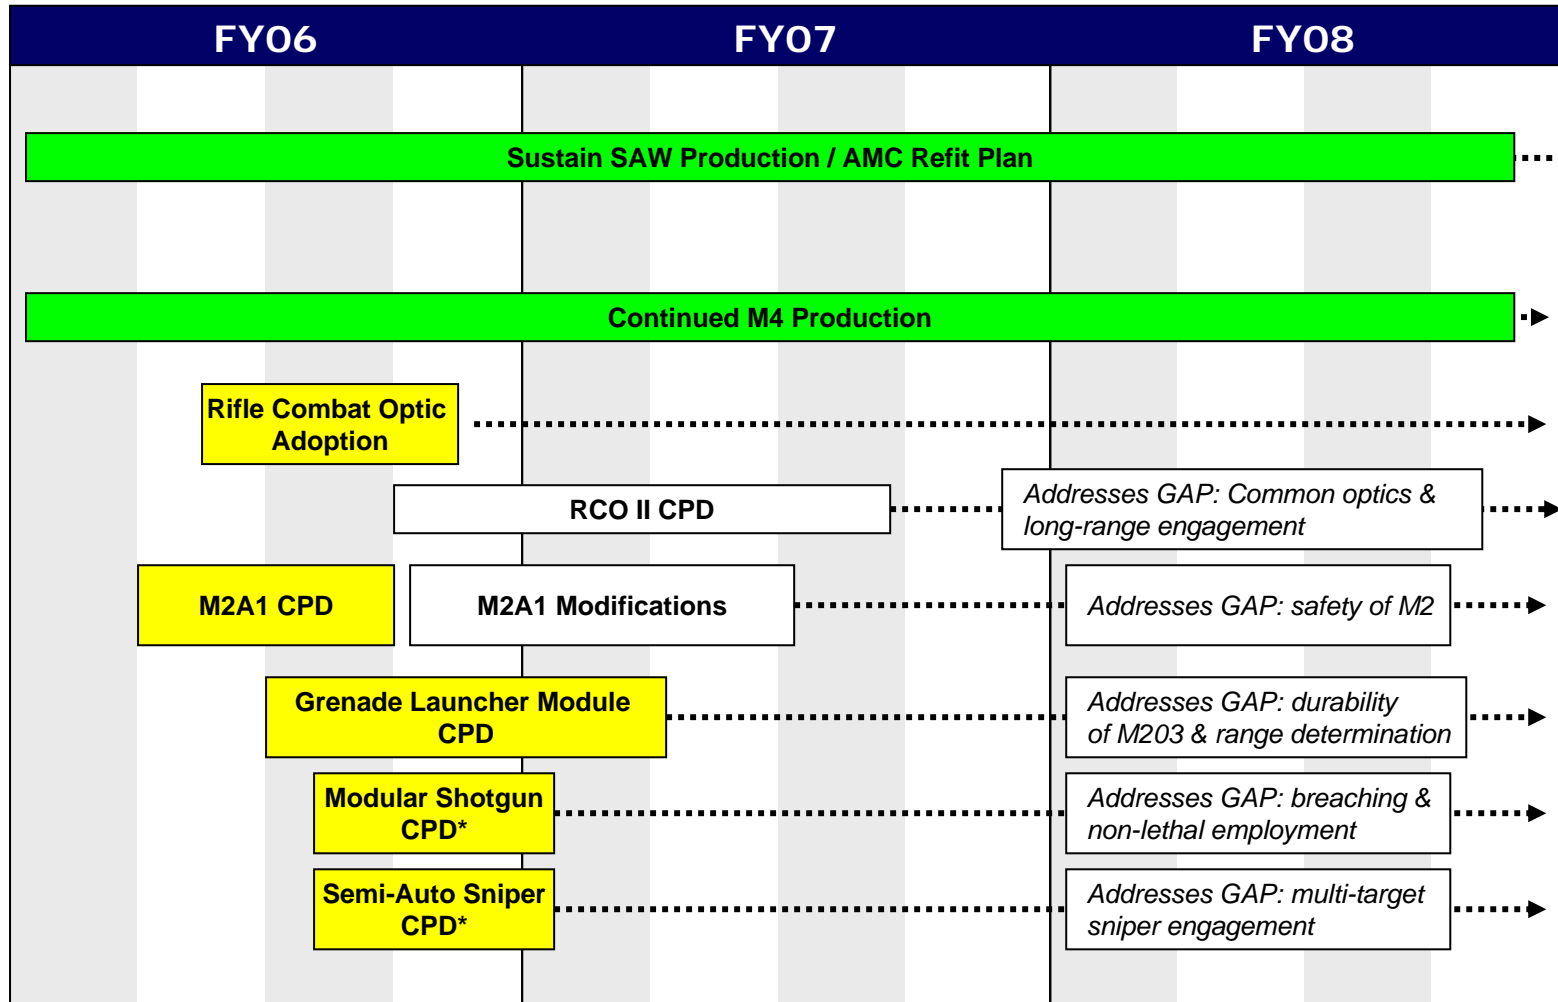 FY06
FY07
FY08
Sustain SAW Production / AMC Refit Plan
Continued M4 Production
Rifle Combat Optic
Adoption
RCO II CPD
Addresses GAP: Common optics &
long-range engagement
M2A1 CPD
M2A1 Modifications
Addresses GAP: safety of M2
Grenade Launcher Module
CPD
Addresses GAP: durability
of M203 & range determination
Modular Shotgun
CPD*
Addresses GAP: breaching &
non-lethal employment
Semi-Auto Sniper
CPD*
Addresses GAP: multi-target
sniper engagement